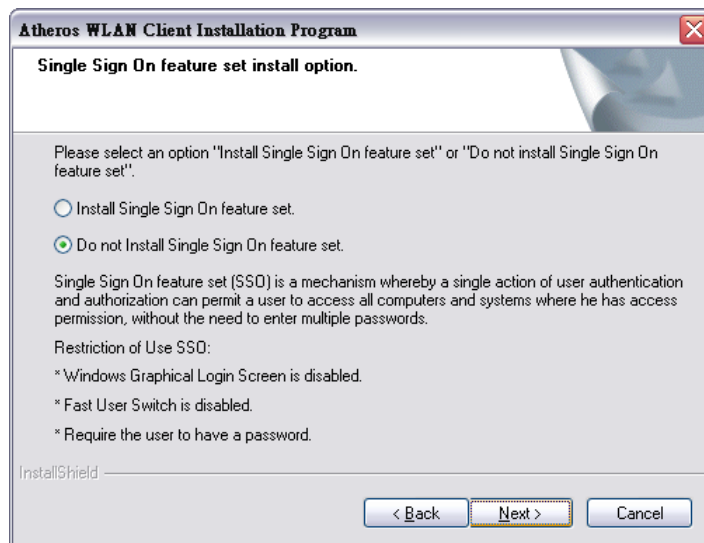 Atheros WLAN Client Installation Program
Single Sign On feature set install option.
Please select an option "Install Single Sign On feature set" or "Do not install Single Sign On
feature set".
Install Single Sign On feature set.
Do not Install Single Sign On feature set.
Single Sign On feature set (SSO) is a mechanism whereby a single action of user authentication
and authorization can permit a user to access all computers and systems where he has access
permission, without the need to enter multiple passwords.
Restriction of Use SSO:
* Windows Graphical Login Screen is disabled.
* Fast User Switch is disabled.
* Require the user to have a password.
InstallShield
< Back Next > Cancel